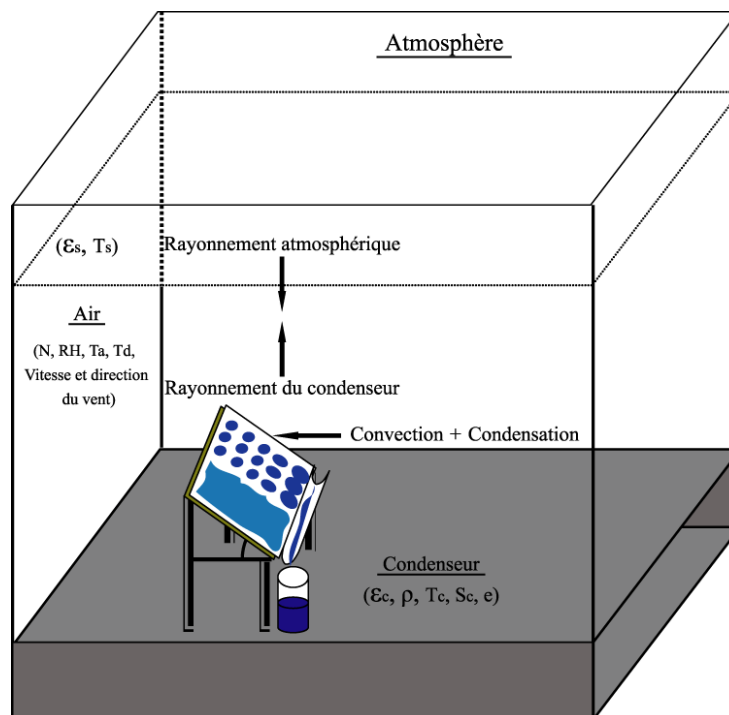 Atmosphère
(εs, Ts)
Rayonnement atmosphérique
Air
(N, RH, Ta, Td,
Vitesse et direction
du vent)
Rayonnement du condenseur
Convection + Condensation
Condenseur
(εc, ρ, Tc, Sc, e)